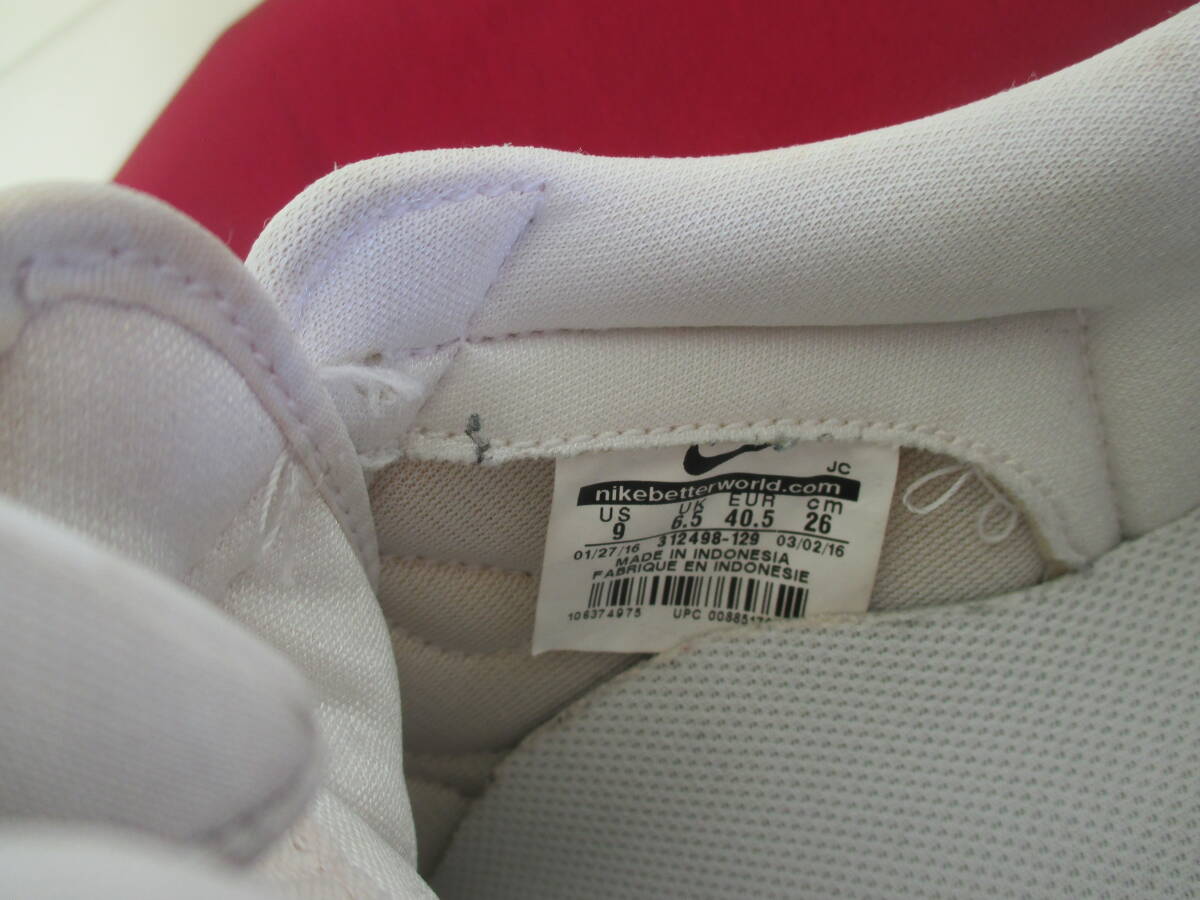 JC
nikebetterworld.com
US UK EUR cm
9 6.5 40.5 26
01/27/16 312498-129 03/02/16
MADE IN INDONESIA
FABRIQUE EN INDONESIE
106374975 UPC